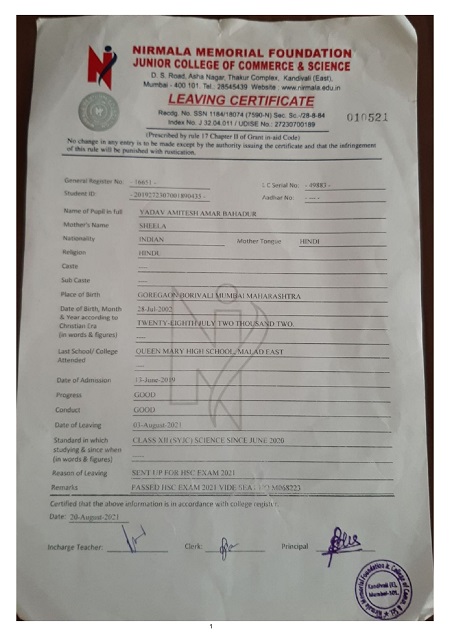 NIRMALA MEMORIAL FOUNDATION
JUNIOR COLLEGE OF COMMERCE & SCIENCE
D. S. Road, Asha Nagar, Thakur Complex, Kandivali (East),
Mumbai - 400 101. Tel.: 28545439 Website : www.nirmala.edu.in
LEAVING CERTIFICATE
Recdg. No. SSN 1184/16074 (7590-N) Sec. Sc.-/28-8-84
Index No. J 32.04.011 / UDISE No.: 27230700189
010521
(Prescribed by rule 17 Chapter II of Grant in-aid Code)
No change in any entry is to be made except by the authority issuing the certificate and that the infringement
of this rule will be punished with rustication.
General Register No: - 16651 - L C Serial No: - 49883 -
Student ID: - 2019272307001890435 - Aadhar No: - ---- -
Name of Pupil in full YADAV AMITESH AMAR BAHADUR
Mother's Name SHEELA
Nationality INDIAN Mother Tongue HINDI
Religion HINDU
Caste ----
Sub Caste ----
Place of Birth GOREGAON BORIVALI MUMBAI MAHARASHTRA
Date of Birth, Month 28-Jul-2002
& Year according to
Christian Era TWENTY-EIGHTH JULY TWO THOUSAND TWO
(in words & figures) ----
Last School/ College QUEEN MARY HIGH SCHOOL, MALAD EAST
Attended
Date of Admission 15-June-2019
Progress GOOD
Conduct GOOD
Date of Leaving 03-August-2021
Standard in which CLASS XII (SYJC) SCIENCE SINCE JUNE 2020
studying & since when ----
(in words & figures)
Reason of Leaving SENT UP FOR HSC EXAM 2021
Remarks PASSED HSC EXAM 2021 VIDE SEAT NO M068223
Certified that the above information is in accordance with college register.
Date: 20-August-2021
Incharge Teacher: Clerk: Principal
Kandivali (E),
Mumbai-101.
1